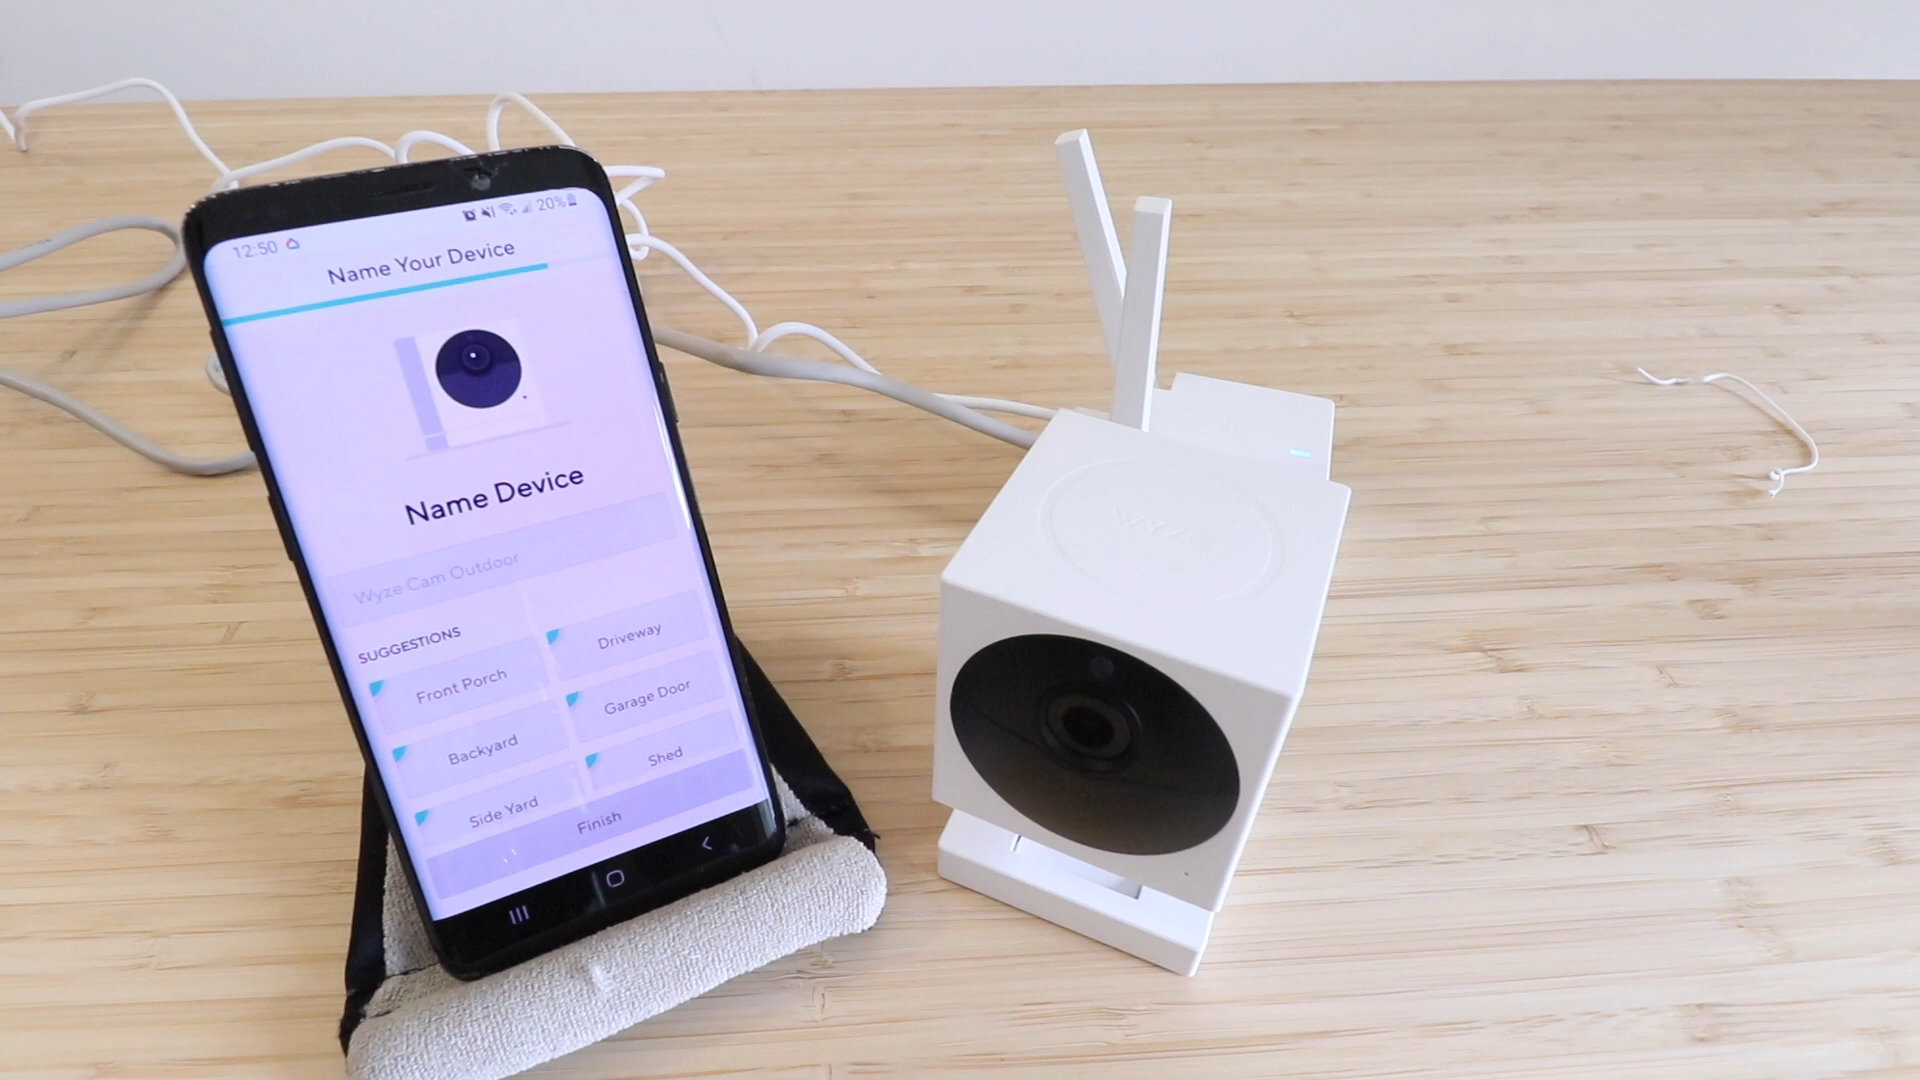 12:50
20%
Name Your Device
Name Device
Wyze Cam Outdoor
SUGGESTIONS
Front Porch
Driveway
Backyard
Garage Door
Side Yard
Shed
Finish
WYZE